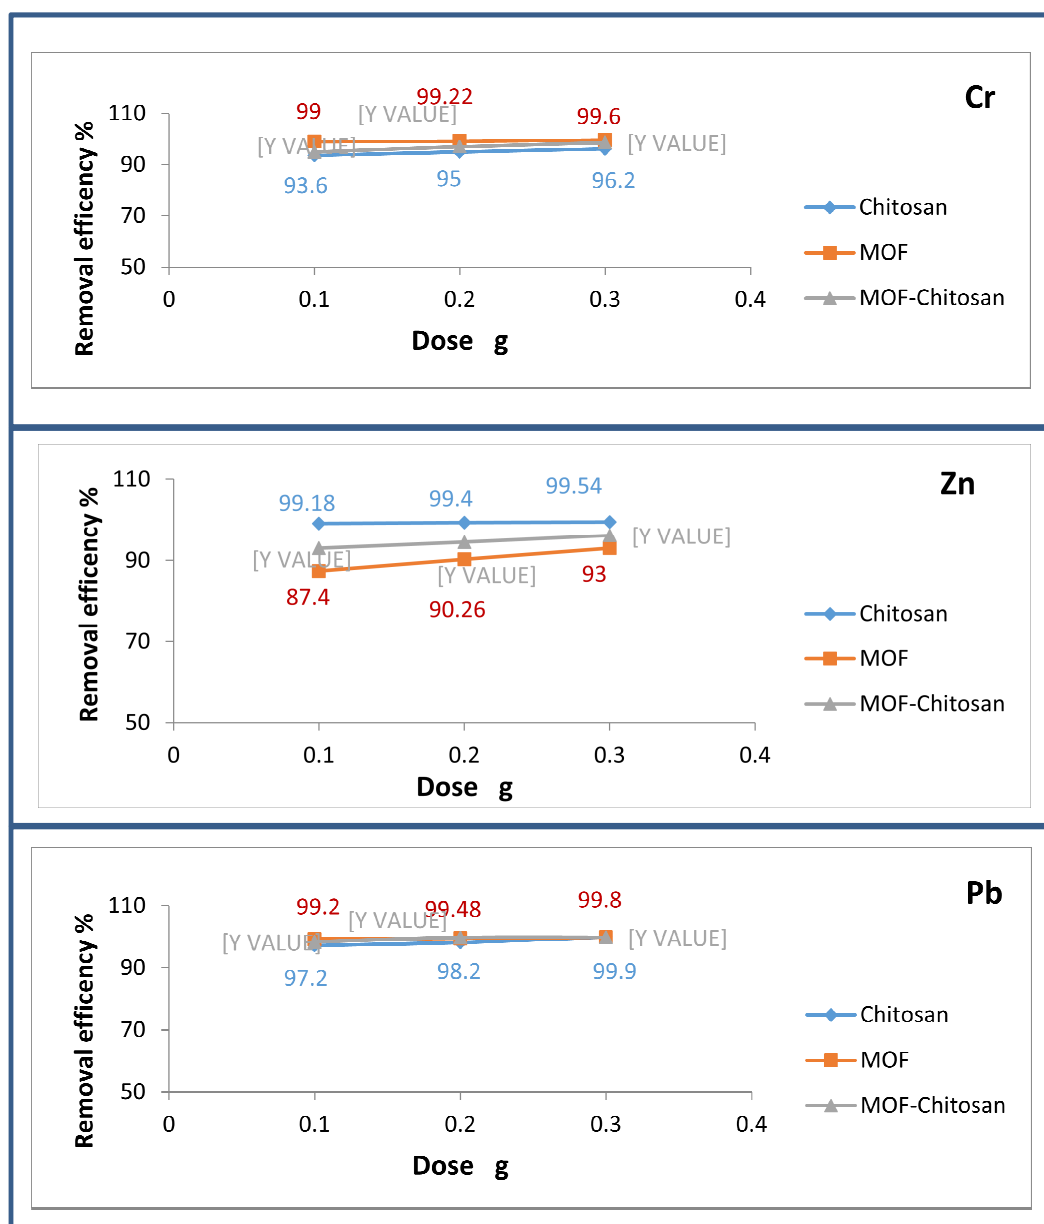 Cr
99
99.22
99.6
[Y VALUE]
[Y VALUE]
[Y VALUE]
93.6
95
96.2
110
90
70
50
0
0.1
0.2
0.3
0.4
Removal efficency %
Dose g
Chitosan
MOF
MOF-Chitosan
Zn
99.18
99.4
99.54
[Y VALUE]
[Y VALUE]
[Y VALUE]
87.4
90.26
93
110
90
70
50
0
0.1
0.2
0.3
0.4
Removal efficency %
Dose g
Chitosan
MOF
MOF-Chitosan
Pb
99.2
99.48
99.8
[Y VALUE]
[Y VALUE]
[Y VALUE]
97.2
98.2
99.9
110
90
70
50
0
0.1
0.2
0.3
0.4
Removal efficency %
Dose g
Chitosan
MOF
MOF-Chitosan